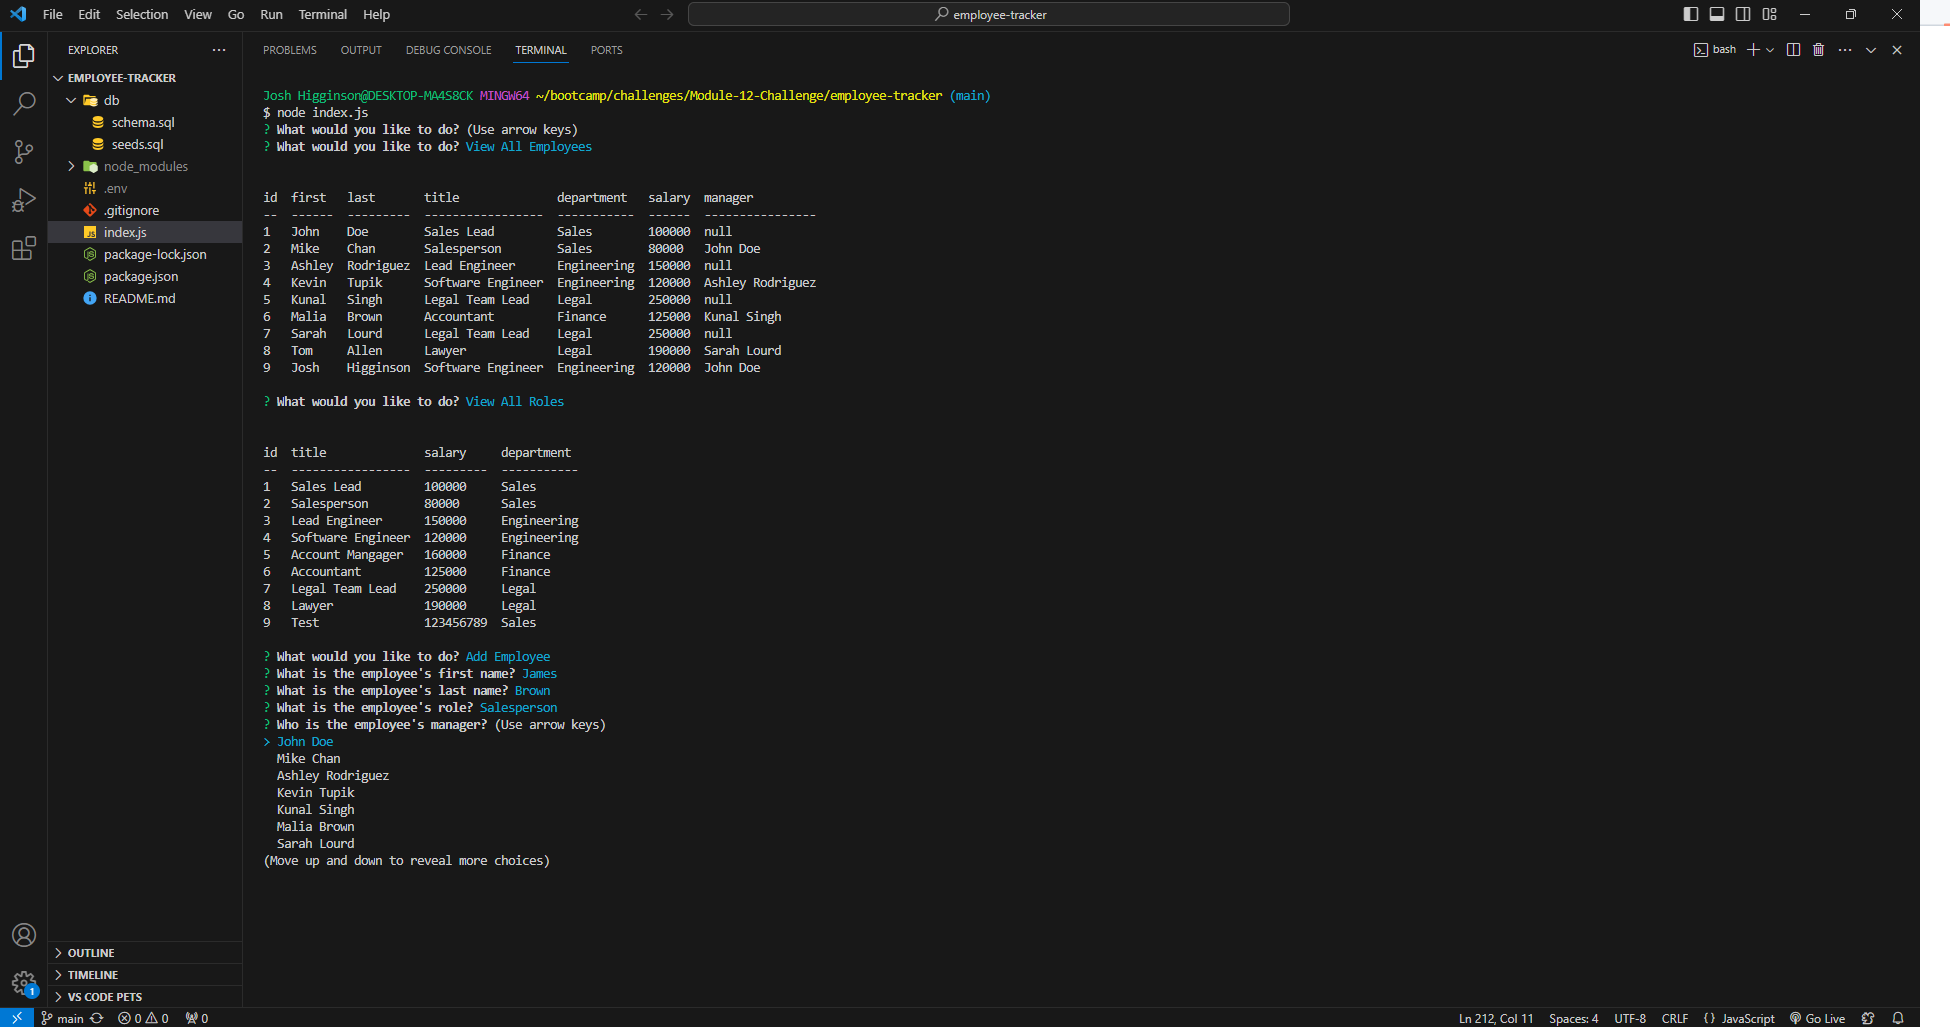 File Edit Selection View Go Run Terminal Help
employee-tracker
EXPLORER
EMPLOYEE-TRACKER
db
schema.sql
seeds.sql
node_modules
.env
.gitignore
index.js
package-lock.json
package.json
README.md
OUTLINE
TIMELINE
VS CODE PETS
PROBLEMS OUTPUT DEBUG CONSOLE TERMINAL PORTS
bash
Josh Higginson@DESKTOP-MA4S8CK MINGW64 ~/bootcamp/challenges/Module-12-Challenge/employee-tracker (main)
$ node index.js
? What would you like to do? (Use arrow keys)
? What would you like to do? View All Employees
id first last title department salary manager
-- ------ --------- ----------------- ----------- ------ ----------------
1 John Doe Sales Lead Sales 100000 null
2 Mike Chan Salesperson Sales 80000 John Doe
3 Ashley Rodriguez Lead Engineer Engineering 150000 null
4 Kevin Tupik Software Engineer Engineering 120000 Ashley Rodriguez
5 Kunal Singh Legal Team Lead Legal 250000 null
6 Malia Brown Accountant Finance 125000 Kunal Singh
7 Sarah Lourd Legal Team Lead Legal 250000 null
8 Tom Allen Lawyer Legal 190000 Sarah Lourd
9 Josh Higginson Software Engineer Engineering 120000 John Doe
? What would you like to do? View All Roles
id title salary department
-- ----------------- --------- -----------
1 Sales Lead 100000 Sales
2 Salesperson 80000 Sales
3 Lead Engineer 150000 Engineering
4 Software Engineer 120000 Engineering
5 Account Mangager 160000 Finance
6 Accountant 125000 Finance
7 Legal Team Lead 250000 Legal
8 Lawyer 190000 Legal
9 Test 123456789 Sales
? What would you like to do? Add Employee
? What is the employee's first name? James
? What is the employee's last name? Brown
? What is the employee's role? Salesperson
? Who is the employee's manager? (Use arrow keys)
> John Doe
Mike Chan
Ashley Rodriguez
Kevin Tupik
Kunal Singh
Malia Brown
Sarah Lourd
(Move up and down to reveal more choices)
1
main 0 0 0
Ln 212, Col 11 Spaces: 4 UTF-8 CRLF {} JavaScript Go Live